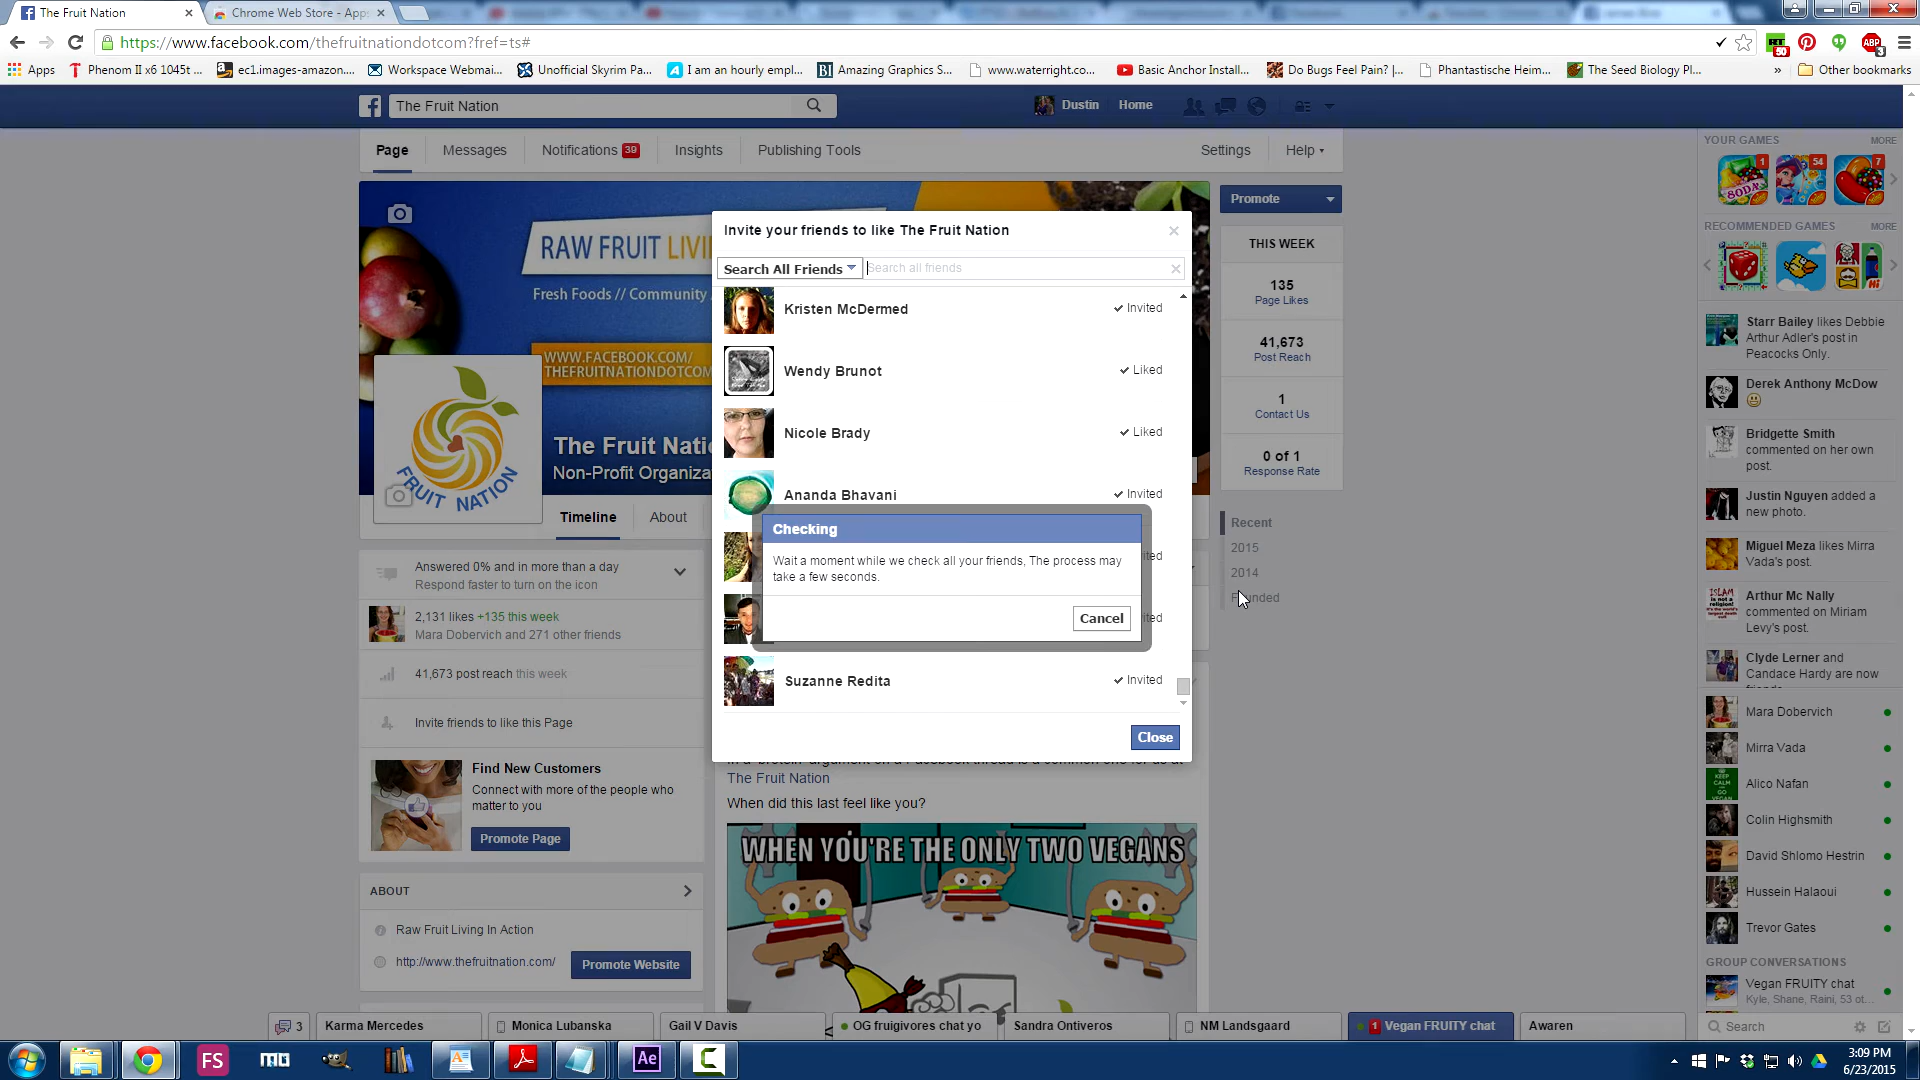 The Fruit Nation
Chrome Web Store - Apps
https://www.facebook.com/thefruitnationdotcom?fref=ts#
Apps
Phenom II x6 1045t ...
ec1.images-amazon....
Workspace Webmai...
Unofficial Skyrim Pa...
I am an hourly empl...
Amazing Graphics S...
www.waterright.co...
Basic Anchor Install...
Do Bugs Feel Pain? |...
Phantastische Heim...
The Seed Biology Pl...
» Other bookmarks
The Fruit Nation
Dustin Home
Page Messages Notifications 39 Insights Publishing Tools Settings Help
RAW FRUIT LIVI
Fresh Foods // Community
WWW.FACEBOOK.COM/
THEFRUITNATIONDOTCOM
FRUIT NATION
The Fruit Natio
Non-Profit Organiza
Timeline About
Answered 0% and in more than a day
Respond faster to turn on the icon
2,131 likes +135 this week
Mara Dobervich and 271 other friends
41,673 post reach this week
Invite friends to like this Page
Find New Customers
Connect with more of the people who
matter to you
Promote Page
ABOUT
Raw Fruit Living In Action
http://www.thefruitnation.com/
Promote Website
Invite your friends to like The Fruit Nation
Search All Friends Search all friends
Kristen McDermed Invited
Wendy Brunot Liked
Nicole Brady Liked
Ananda Bhavani Invited
Checking
Wait a moment while we check all your friends, The process may
take a few seconds.
Cancel
Suzanne Redita Invited
Close
The Fruit Nation
When did this last feel like you?
WHEN YOU'RE THE ONLY TWO VEGANS
Promote
THIS WEEK
135
Page Likes
41,673
Post Reach
1
Contact Us
0 of 1
Response Rate
Recent
2015
2014
Founded
YOUR GAMES MORE
1 54 7
SODA
RECOMMENDED GAMES MORE
Starr Bailey likes Debbie
Arthur Adler's post in
Peacocks Only.
Derek Anthony McDow
Bridgette Smith
commented on her own
post.
Justin Nguyen added a
new photo.
Miguel Meza likes Mirra
Vada's post.
Arthur Mc Nally
commented on Miriam
Levy's post.
Clyde Lerner and
Candace Hardy are now
Mara Dobervich
Mirra Vada
Alico Nafan
Colin Highsmith
David Shlomo Hestrin
Hussein Halaoui
Trevor Gates
GROUP CONVERSATIONS
Vegan FRUITY chat
Kyle, Shane, Raini, 53 ot...
Search
3
Karma Mercedes
Monica Lubanska
Gail V Davis
OG fruigivores chat yo
Sandra Ontiveros
NM Landsgaard
1 Vegan FRUITY chat
Awaren
FS
Ae
3:09 PM
6/23/2015